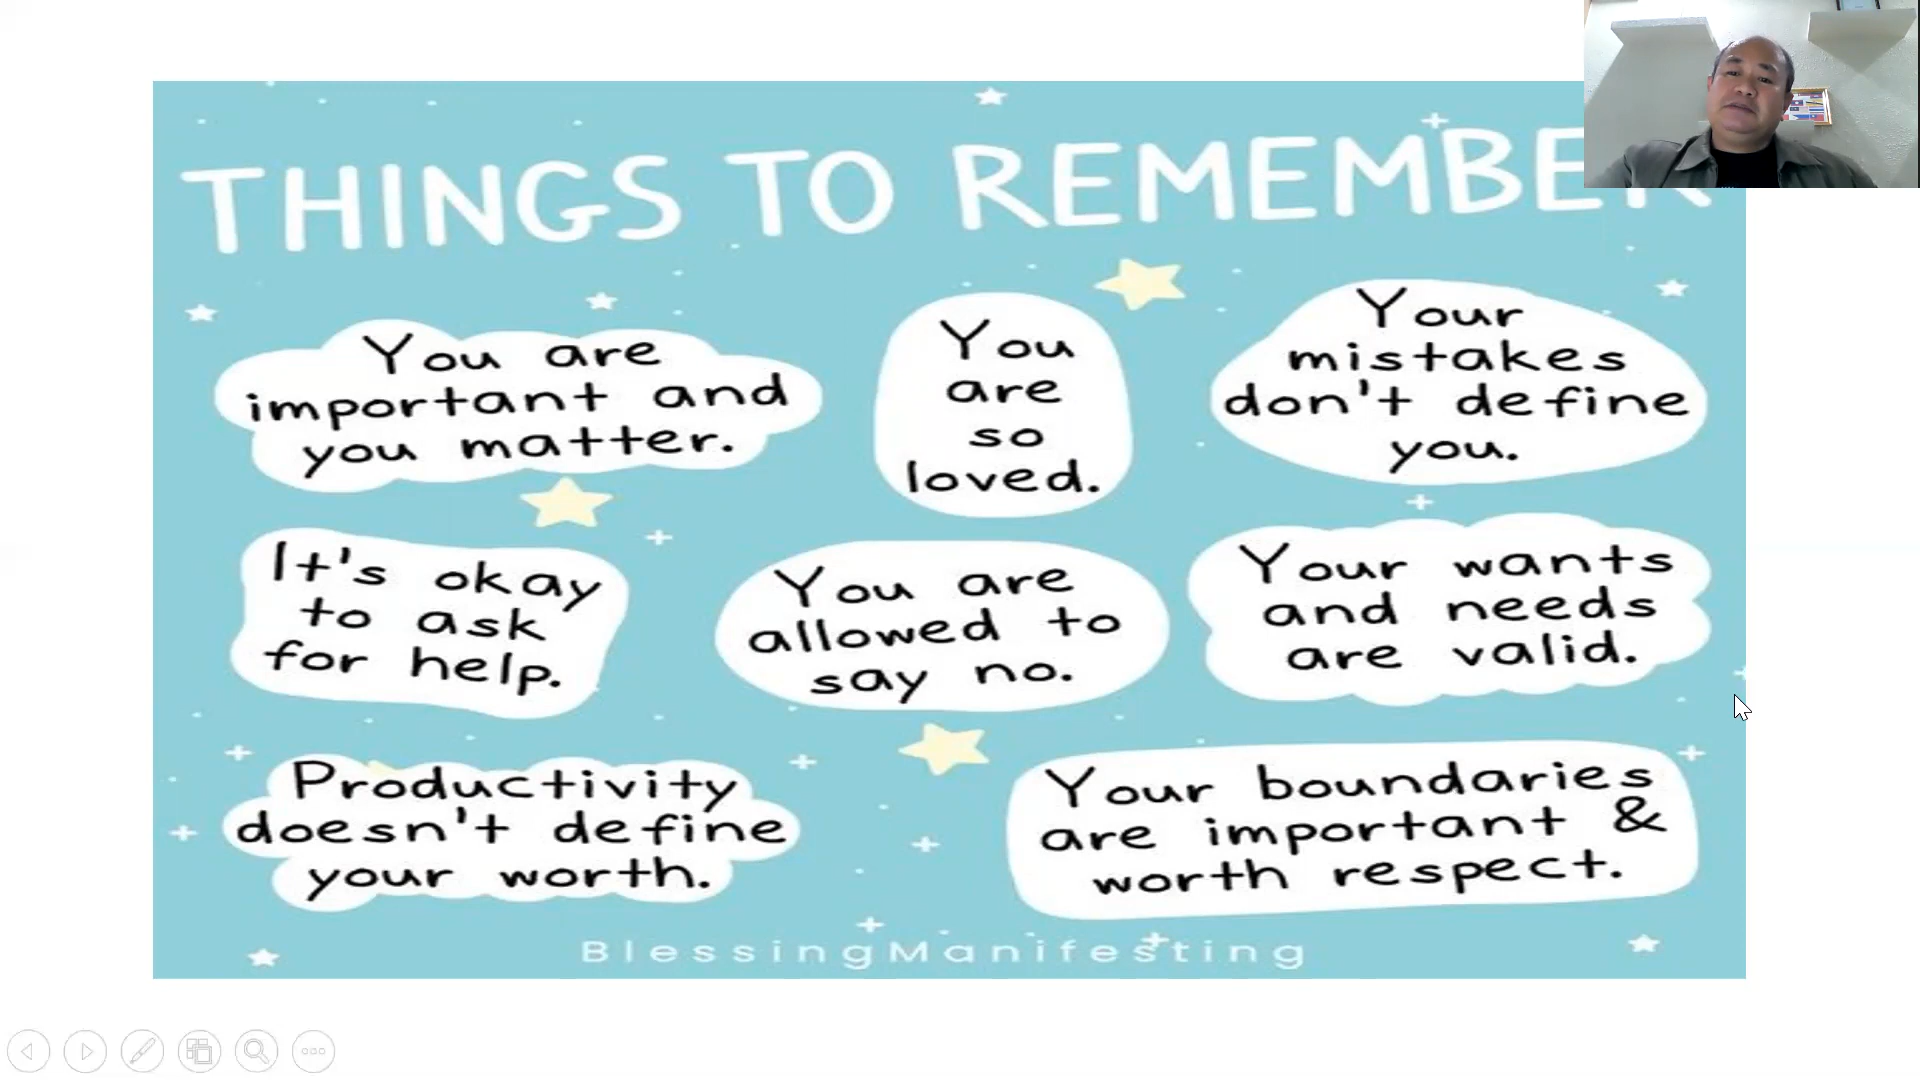 THINGS TO REMEMBER
You are
important and
you matter.
You
are
so
loved.
Your
mistakes
don't define
you.
It's okay
to ask
for help.
You are
allowed to
say no.
Your wants
and needs
are valid.
Productivity
doesn't define
your worth.
Your boundaries
are important &
worth respect.
BlessingManifesting